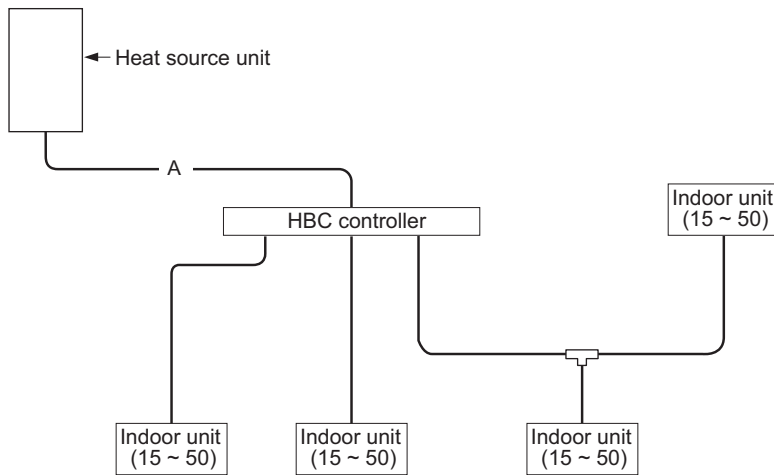 Heat source unit
A
HBC controller
Indoor unit
(15 ~ 50)
Indoor unit
(15 ~ 50)
Indoor unit
(15 ~ 50)
Indoor unit
(15 ~ 50)